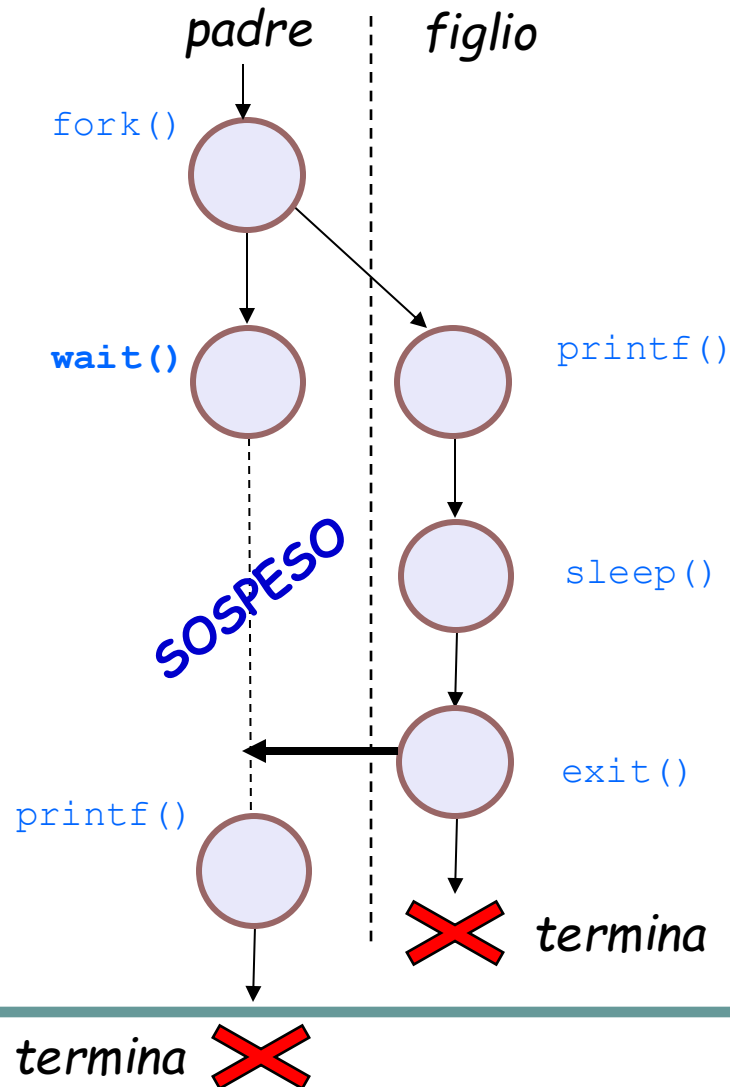 padre
figlio
fork()
wait()
printf()
SOSPESO
sleep()
exit()
printf()
termina
termina